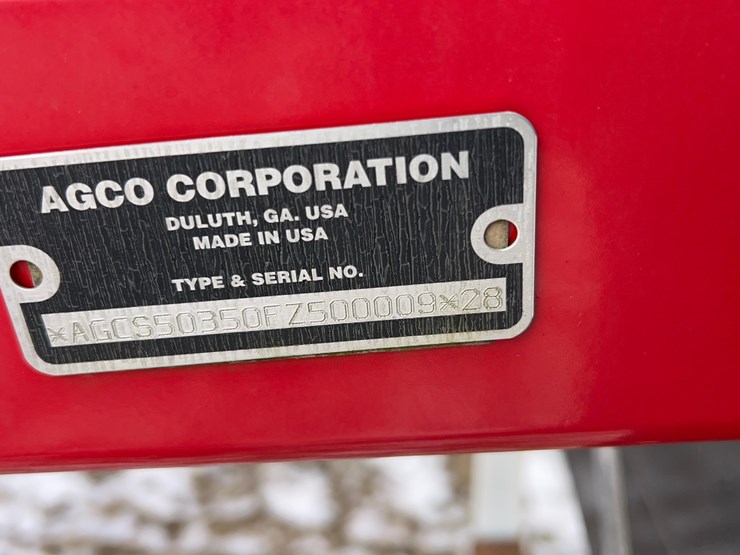 AGCO CORPORATION
DULUTH, GA. USA
MADE IN USA
TYPE & SERIAL NO.
*AGCS50350FZ500009*28